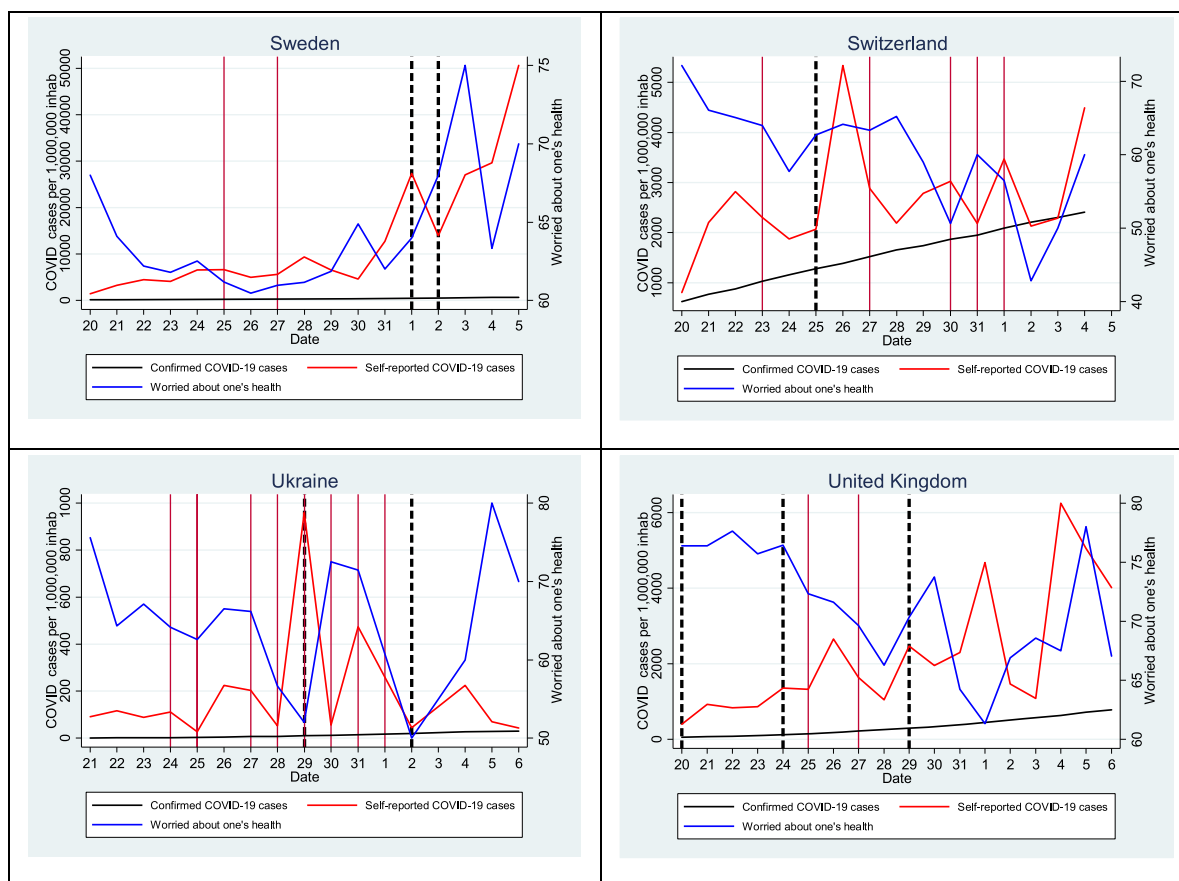 Sweden
COVID cases per 1,000,000 inhab
0 10000 20000 30000 40000 50000
60 65 70 75
Worried about one's health
20 21 22 23 24 25 26 27 28 29 30 31 1 2 3 4 5
Date
Confirmed COVID-19 cases Self-reported COVID-19 cases
Worried about one's health
Switzerland
COVID cases per 1,000,000 inhab
1000 2000 3000 4000 5000
40 50 60 70
Worried about one's health
20 21 22 23 24 25 26 27 28 29 30 31 1 2 3 4 5
Date
Confirmed COVID-19 cases Self-reported COVID-19 cases
Worried about one's health
Ukraine
COVID cases per 1,000,000 inhab
0 200 400 600 800 1000
50 60 70 80
Worried about one's health
21 22 23 24 25 26 27 28 29 30 31 1 2 3 4 5 6
Date
Confirmed COVID-19 cases Self-reported COVID-19 cases
Worried about one's health
United Kingdom
COVID cases per 1,000,000 inhab
0 2000 4000 6000
60 65 70 75 80
Worried about one's health
20 21 22 23 24 25 26 27 28 29 30 31 1 2 3 4 5 6
Date
Confirmed COVID-19 cases Self-reported COVID-19 cases
Worried about one's health